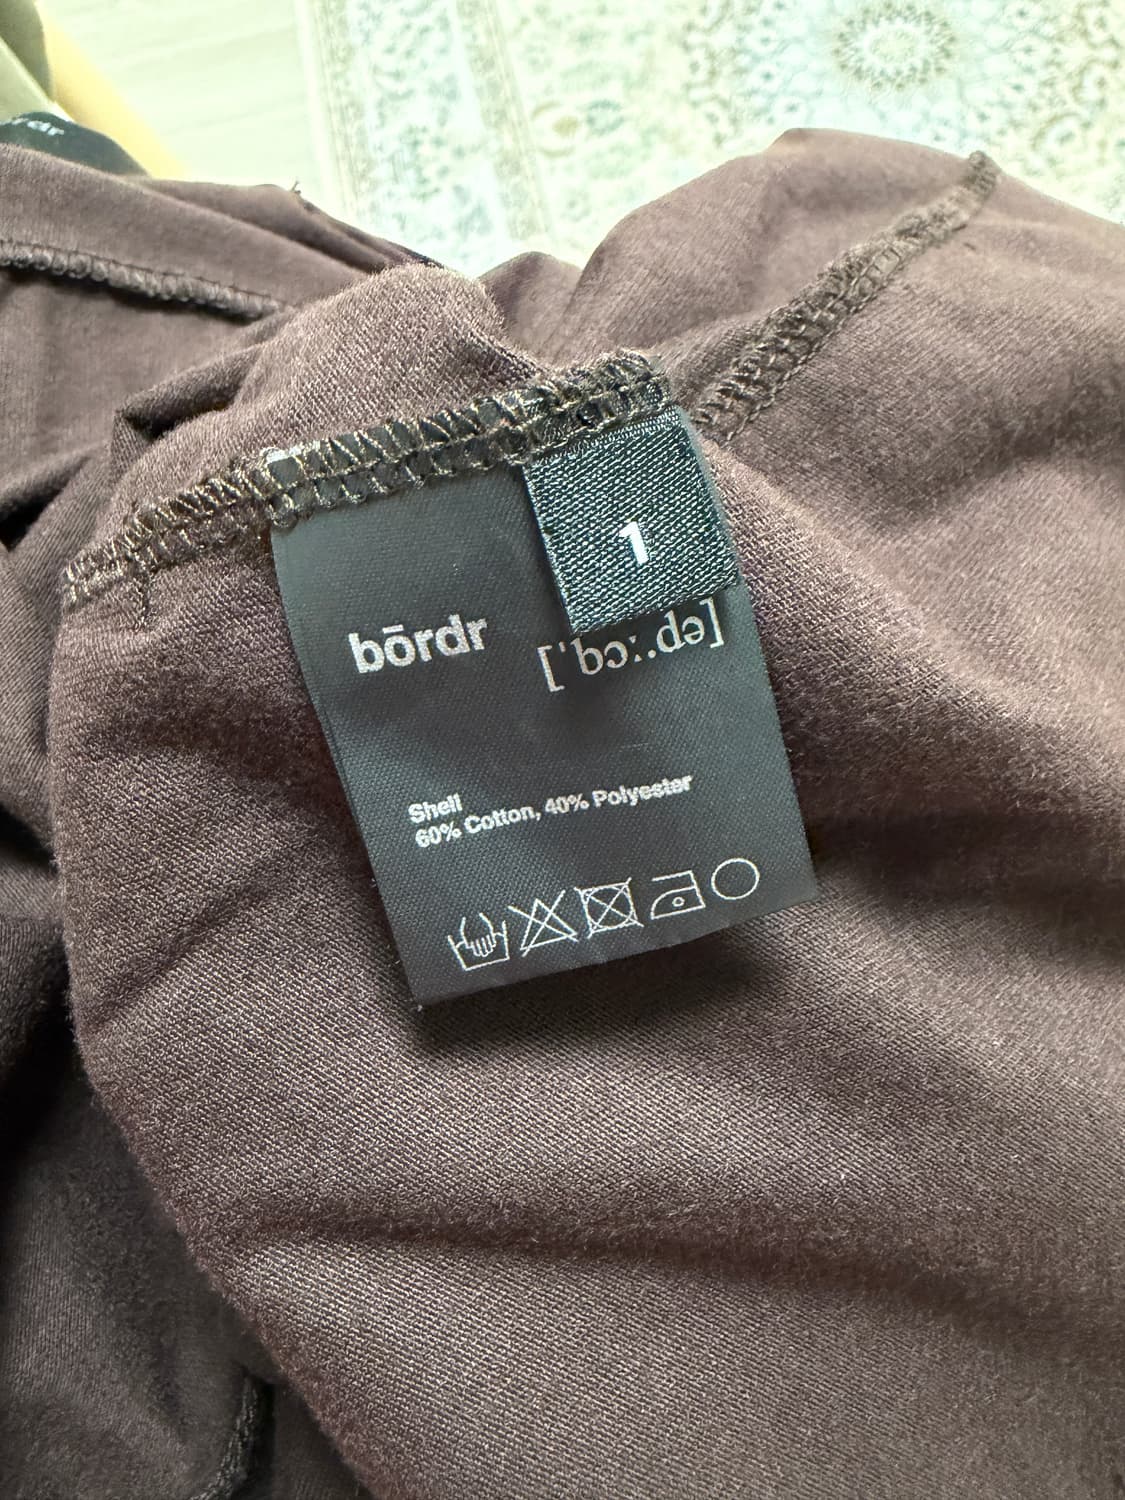 1
bōrdr
[ˈbɔː.də]
Shell
60% Cotton, 40% Polyester